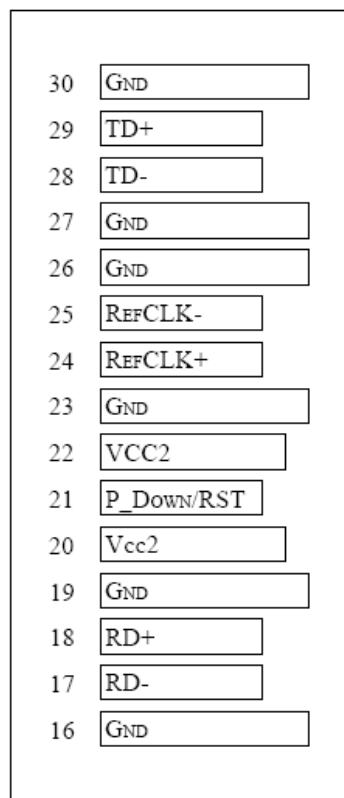 30 GND
29 TD+
28 TD-
27 GND
26 GND
25 REFCLK-
24 REFCLK+
23 GND
22 VCC2
21 P_DOWN/RST
20 Vcc2
19 GND
18 RD+
17 RD-
16 GND